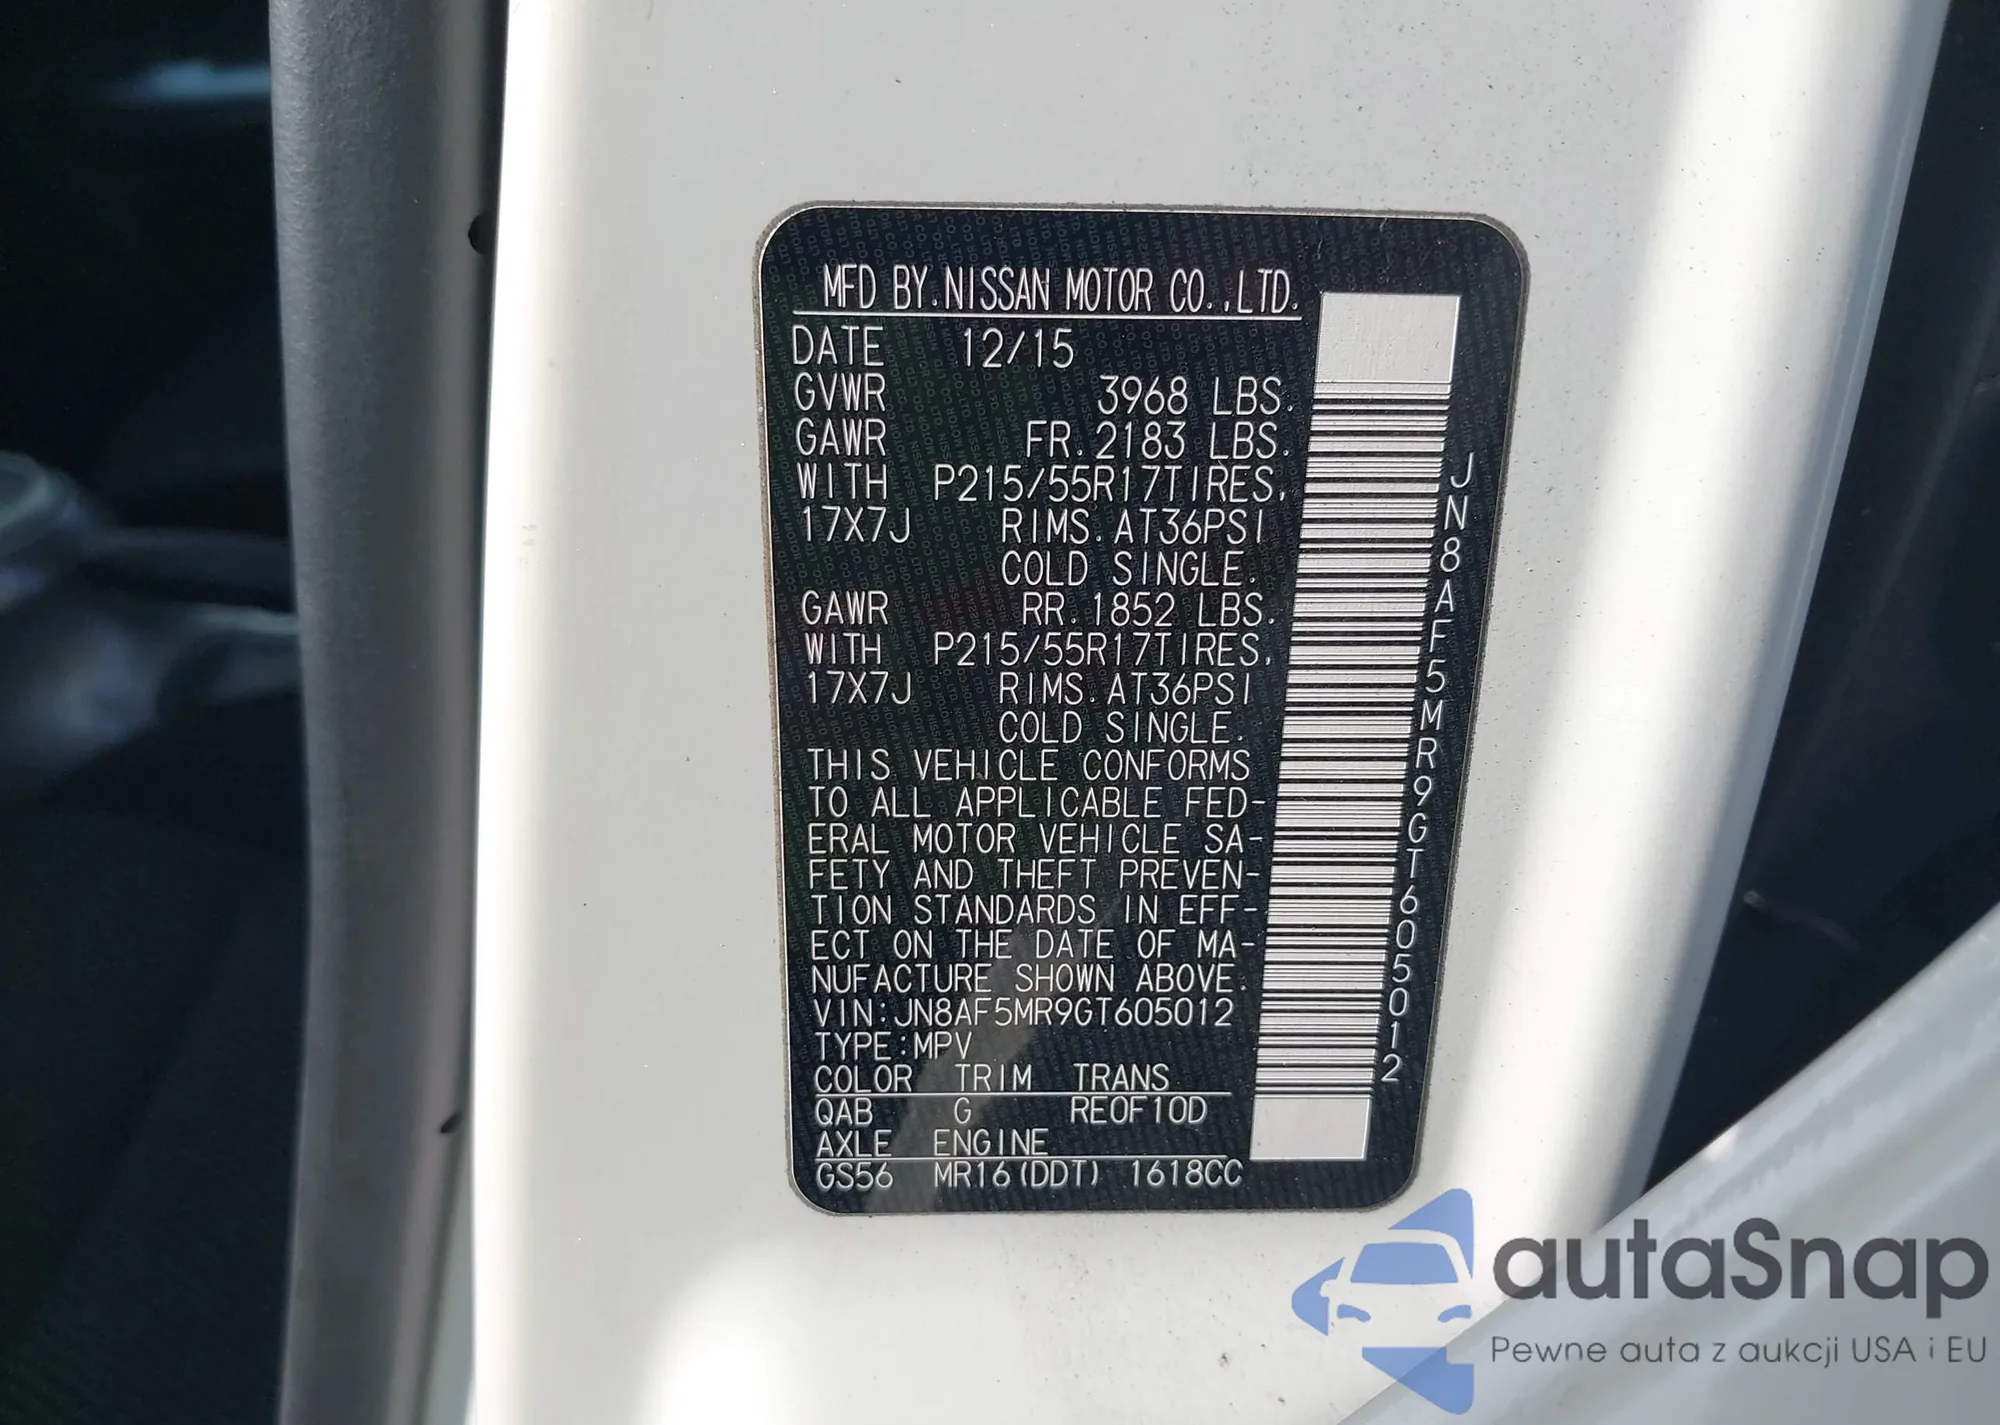 MFD BY.NISSAN MOTOR CO.,LTD.
DATE 12/15
GVWR 3968 LBS.
GAWR FR.2183 LBS.
WITH P215/55R17TIRES,
17X7J RIMS.AT36PSI
COLD SINGLE.
GAWR RR.1852 LBS.
WITH P215/55R17TIRES,
17X7J RIMS.AT36PSI
COLD SINGLE.
THIS VEHICLE CONFORMS
TO ALL APPLICABLE FED-
ERAL MOTOR VEHICLE SA-
FETY AND THEFT PREVEN-
TION STANDARDS IN EFF-
ECT ON THE DATE OF MA-
NUFACTURE SHOWN ABOVE.
VIN:JN8AF5MR9GT605012
TYPE:MPV
COLOR TRIM TRANS
QAB G RE0F10D
AXLE ENGINE
GS56 MR16(DDT) 1618CC
JN8AF5MR9GT605012
autaSnap
Pewne auta z aukcji USA i EU